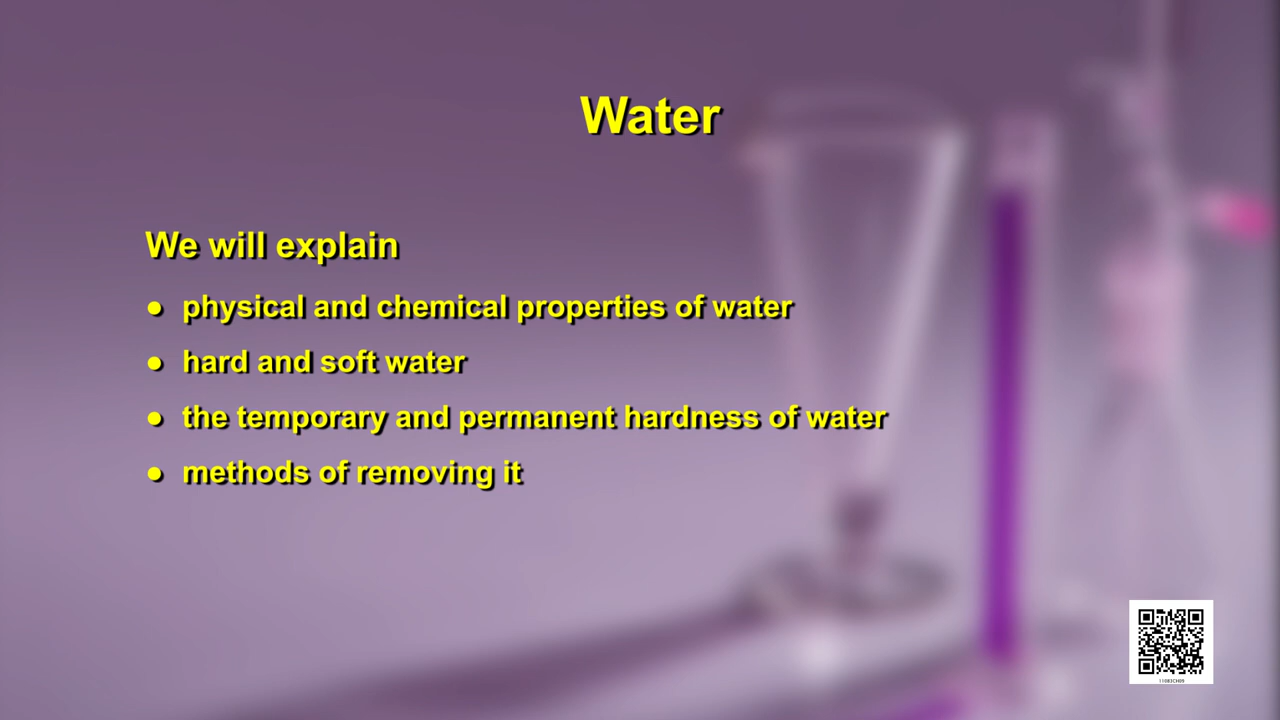 Water
We will explain
● physical and chemical properties of water
● hard and soft water
● the temporary and permanent hardness of water
● methods of removing it
11083CH09